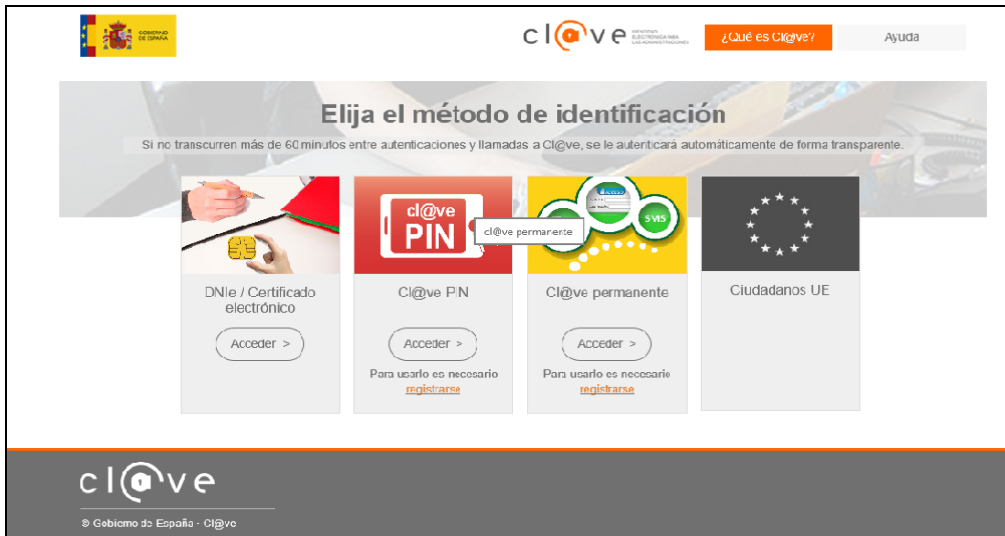 GOBIERNO
DE ESPAÑA
cl@ve
¿Qué es Cl@ve?
Ayuda
Elija el método de identificación
Si no transcurren más de 60 minutos entre autenticaciones y llamadas a Cl@ve, se le autenticará automáticamente de forma transparente.
cl@ve
PIN
cl@ve permanente
SMS
DNIe / Certificado
electrónico
Acceder >
Cl@ve PIN
Acceder >
Para usarlo es necesario
registrarse
Cl@ve permanente
Acceder >
Para usarlo es necesario
registrarse
Ciudadanos UE
cl@ve
© Gobierno de España - Cl@ve